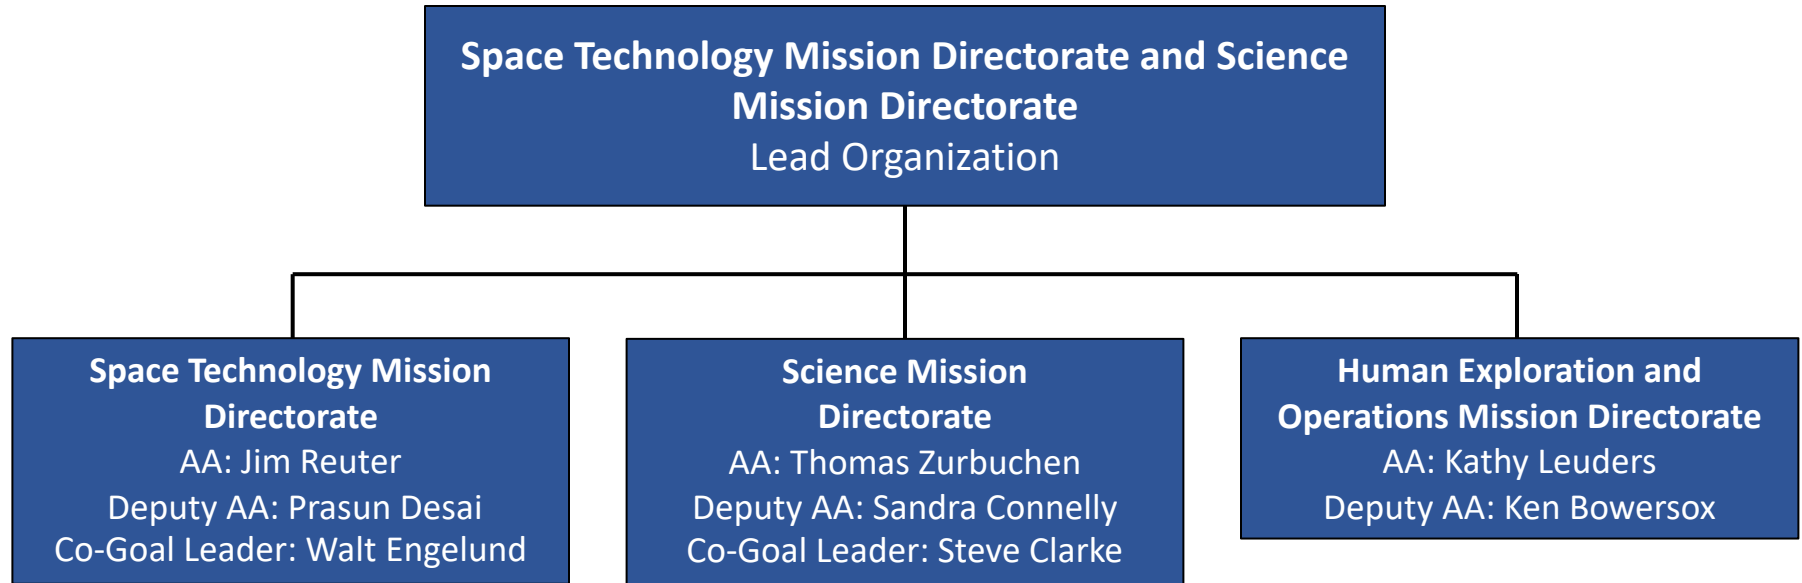 Space Technology Mission Directorate and Science
Mission Directorate
Lead Organization
Space Technology Mission
Directorate
AA: Jim Reuter
Deputy AA: Prasun Desai
Co-Goal Leader: Walt Engelund
Science Mission
Directorate
AA: Thomas Zurbuchen
Deputy AA: Sandra Connelly
Co-Goal Leader: Steve Clarke
Human Exploration and
Operations Mission Directorate
AA: Kathy Leuders
Deputy AA: Ken Bowersox